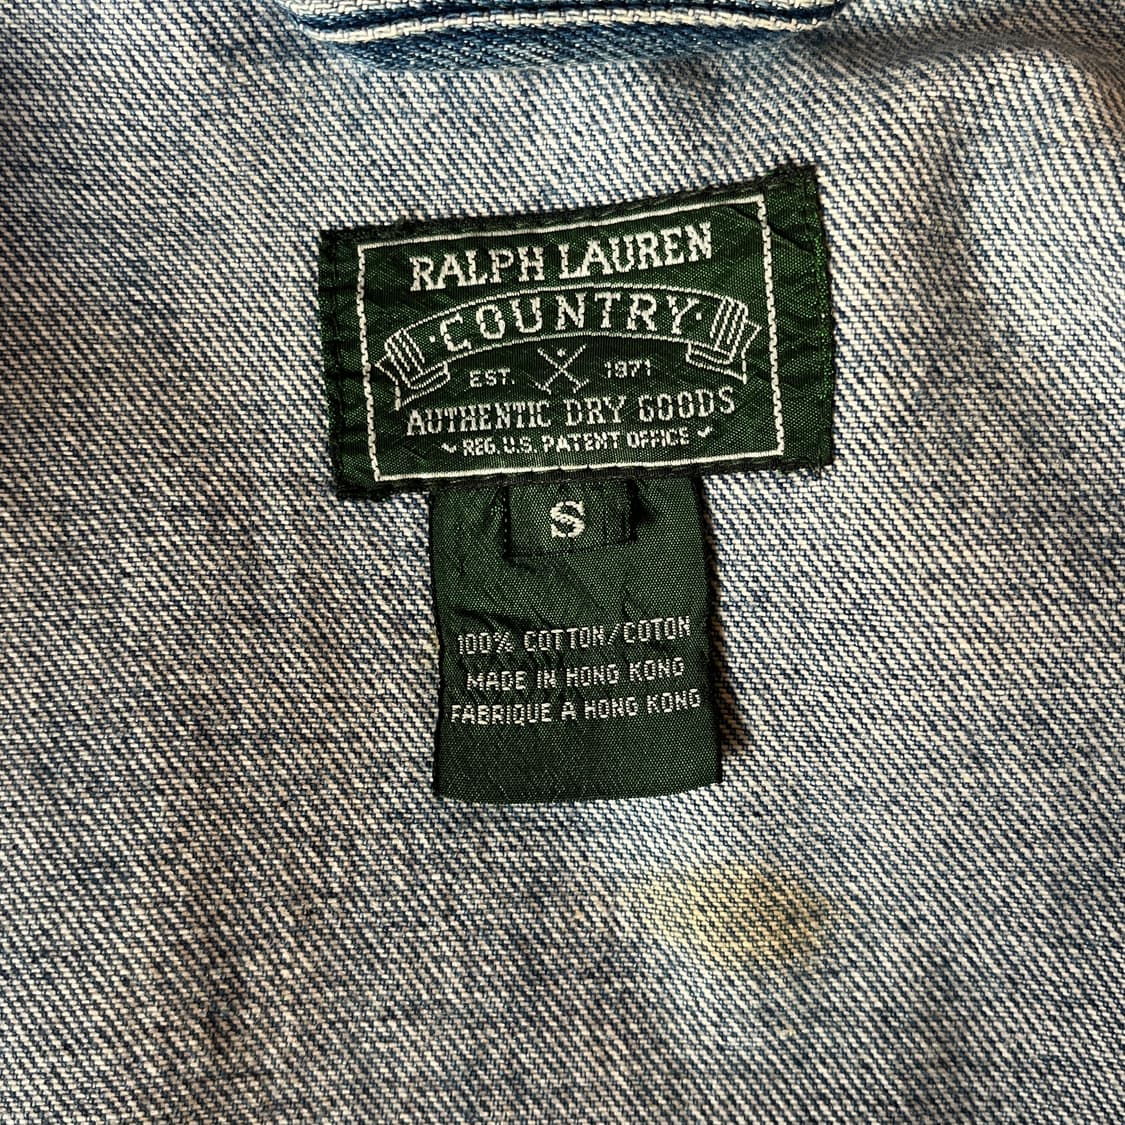 RALPH LAUREN
·COUNTRY·
EST. 1971
AUTHENTIC DRY GOODS
REG. U.S. PATENT OFFICE
S
100% COTTON/COTON
MADE IN HONG KONG
FABRIQUE A HONG KONG